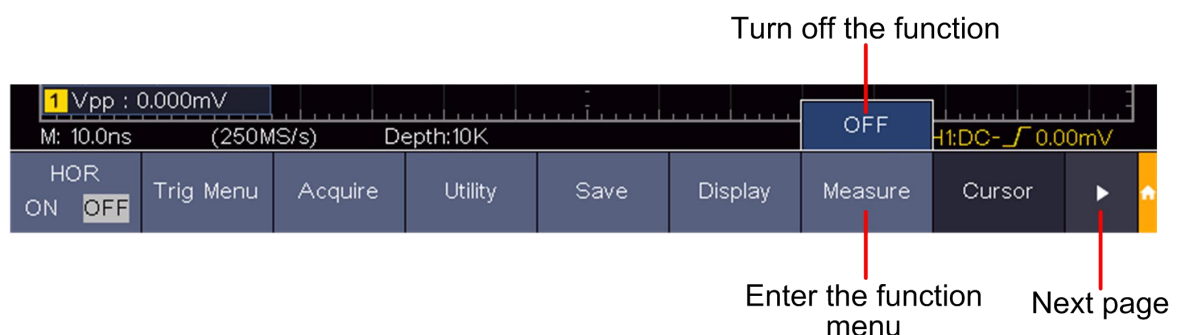 Turn off the function
1 Vpp : 0.000mV
OFF
M: 10.0ns (250MS/s) Depth:10K H1:DC- 0.00mV
HOR
ON OFF
Trig Menu
Acquire
Utility
Save
Display
Measure
Cursor
Enter the function
menu
Next page